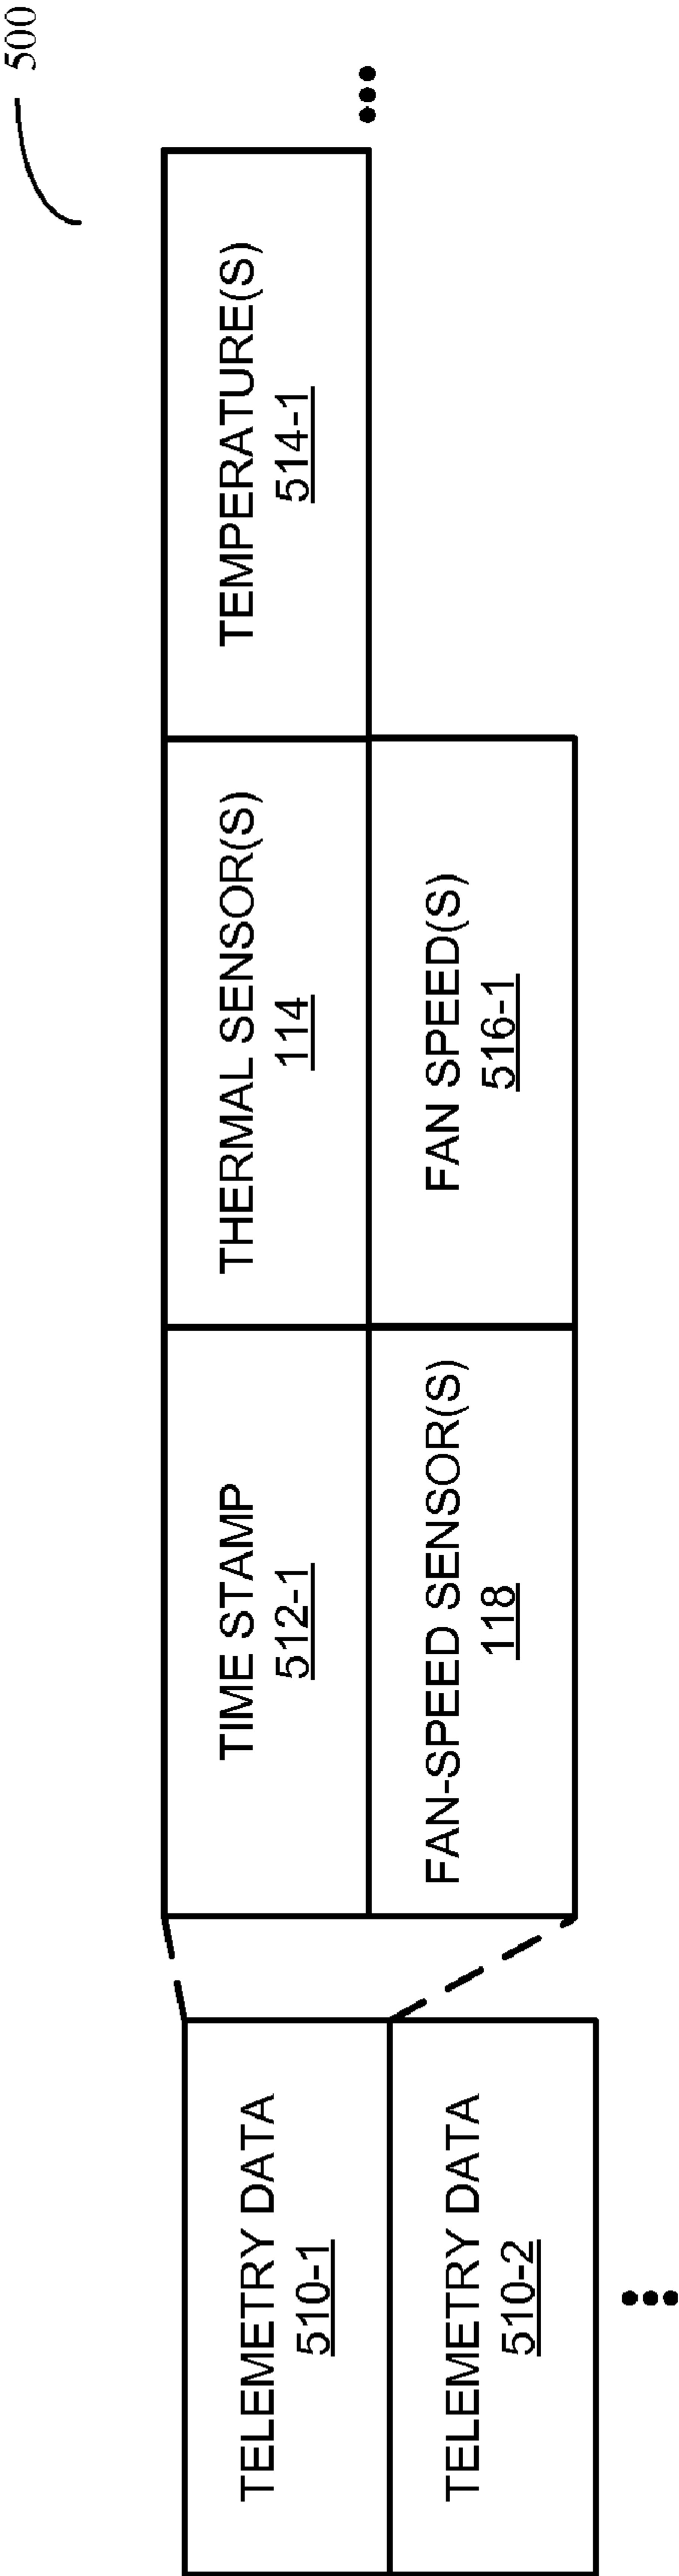 500
TELEMETRY DATA
510-1
TELEMETRY DATA
510-2
TIME STAMP
512-1
THERMAL SENSOR(S)
114
TEMPERATURE(S)
514-1
FAN-SPEED SENSOR(S)
118
FAN SPEED(S)
516-1